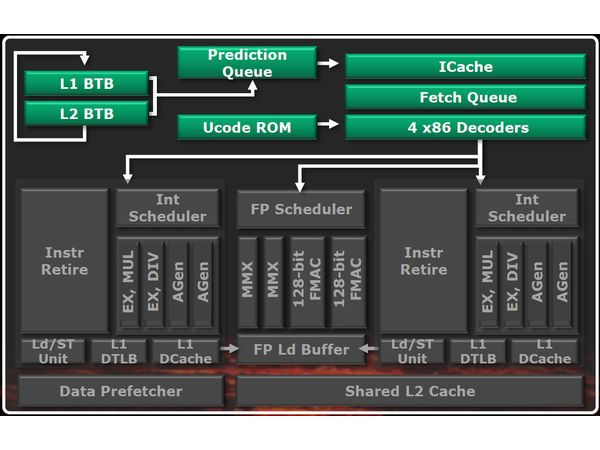 Prediction
Queue
ICache
L1 BTB
Fetch Queue
L2 BTB
Ucode ROM
4 x86 Decoders
Instr
Retire
Int
Scheduler
EX, MUL
EX, DIV
AGen
AGen
FP Scheduler
MMX
MMX
128-bit
FMAC
128-bit
FMAC
Instr
Retire
Int
Scheduler
EX, MUL
EX, DIV
AGen
AGen
Ld/ST
Unit
L1
DTLB
L1
DCache
FP Ld Buffer
Ld/ST
Unit
L1
DTLB
L1
DCache
Data Prefetcher
Shared L2 Cache